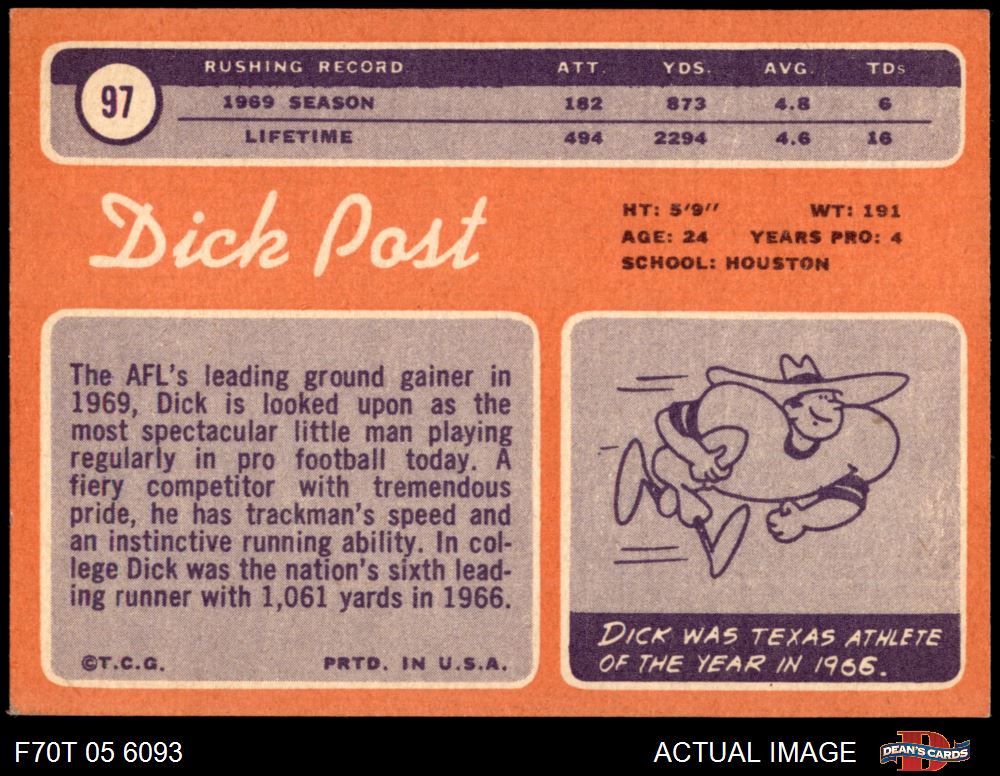 97
RUSHING RECORD ATT. YDS. AVG. TDs
1969 SEASON 182 873 4.8 6
LIFETIME 494 2294 4.6 16
Dick Post
HT: 5'9" WT: 191
AGE: 24 YEARS PRO: 4
SCHOOL: HOUSTON
The AFL's leading ground gainer in
1969, Dick is looked upon as the
most spectacular little man playing
regularly in pro football today. A
fiery competitor with tremendous
pride, he has trackman's speed and
an instinctive running ability. In col-
lege Dick was the nation's sixth lead-
ing runner with 1,061 yards in 1966.
©T.C.G. PRTD. IN U.S.A.
DICK WAS TEXAS ATHLETE
OF THE YEAR IN 1966.
F70T 05 6093 ACTUAL IMAGE DEAN'S CARDS